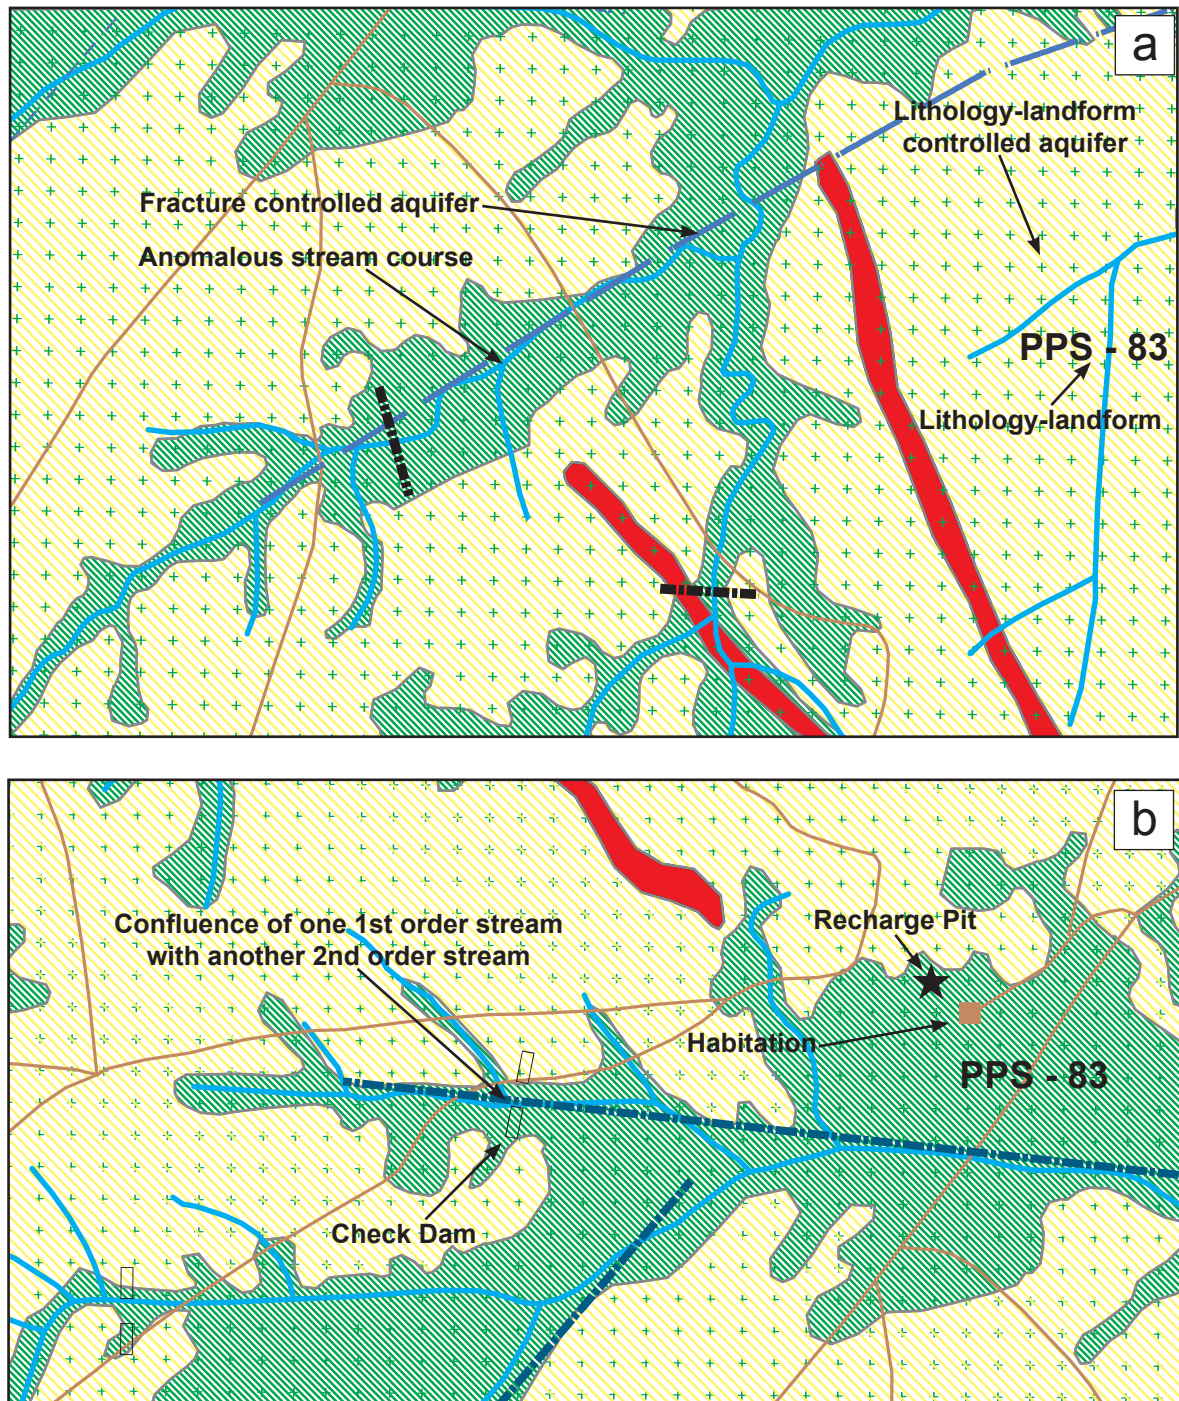 a
Lithology-landform
controlled aquifer
Fracture controlled aquifer
Anomalous stream course
PPS - 83
Lithology-landform
b
Confluence of one 1st order stream
with another 2nd order stream
Recharge Pit
Habitation
PPS - 83
Check Dam